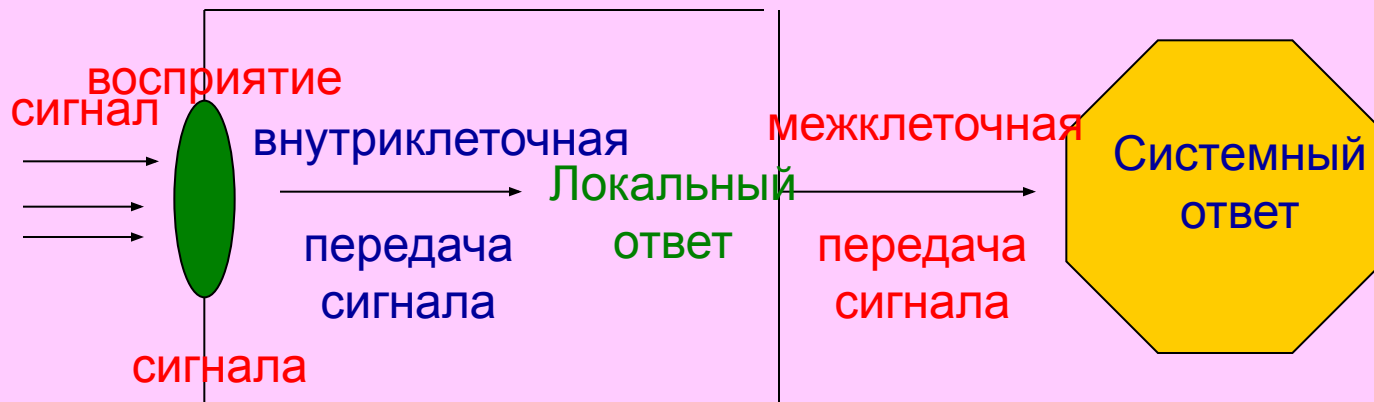 сигнал
восприятие
сигнала
внутриклеточная
передача
сигнала
Локальный
ответ
межклеточная
передача
сигнала
Системный
ответ